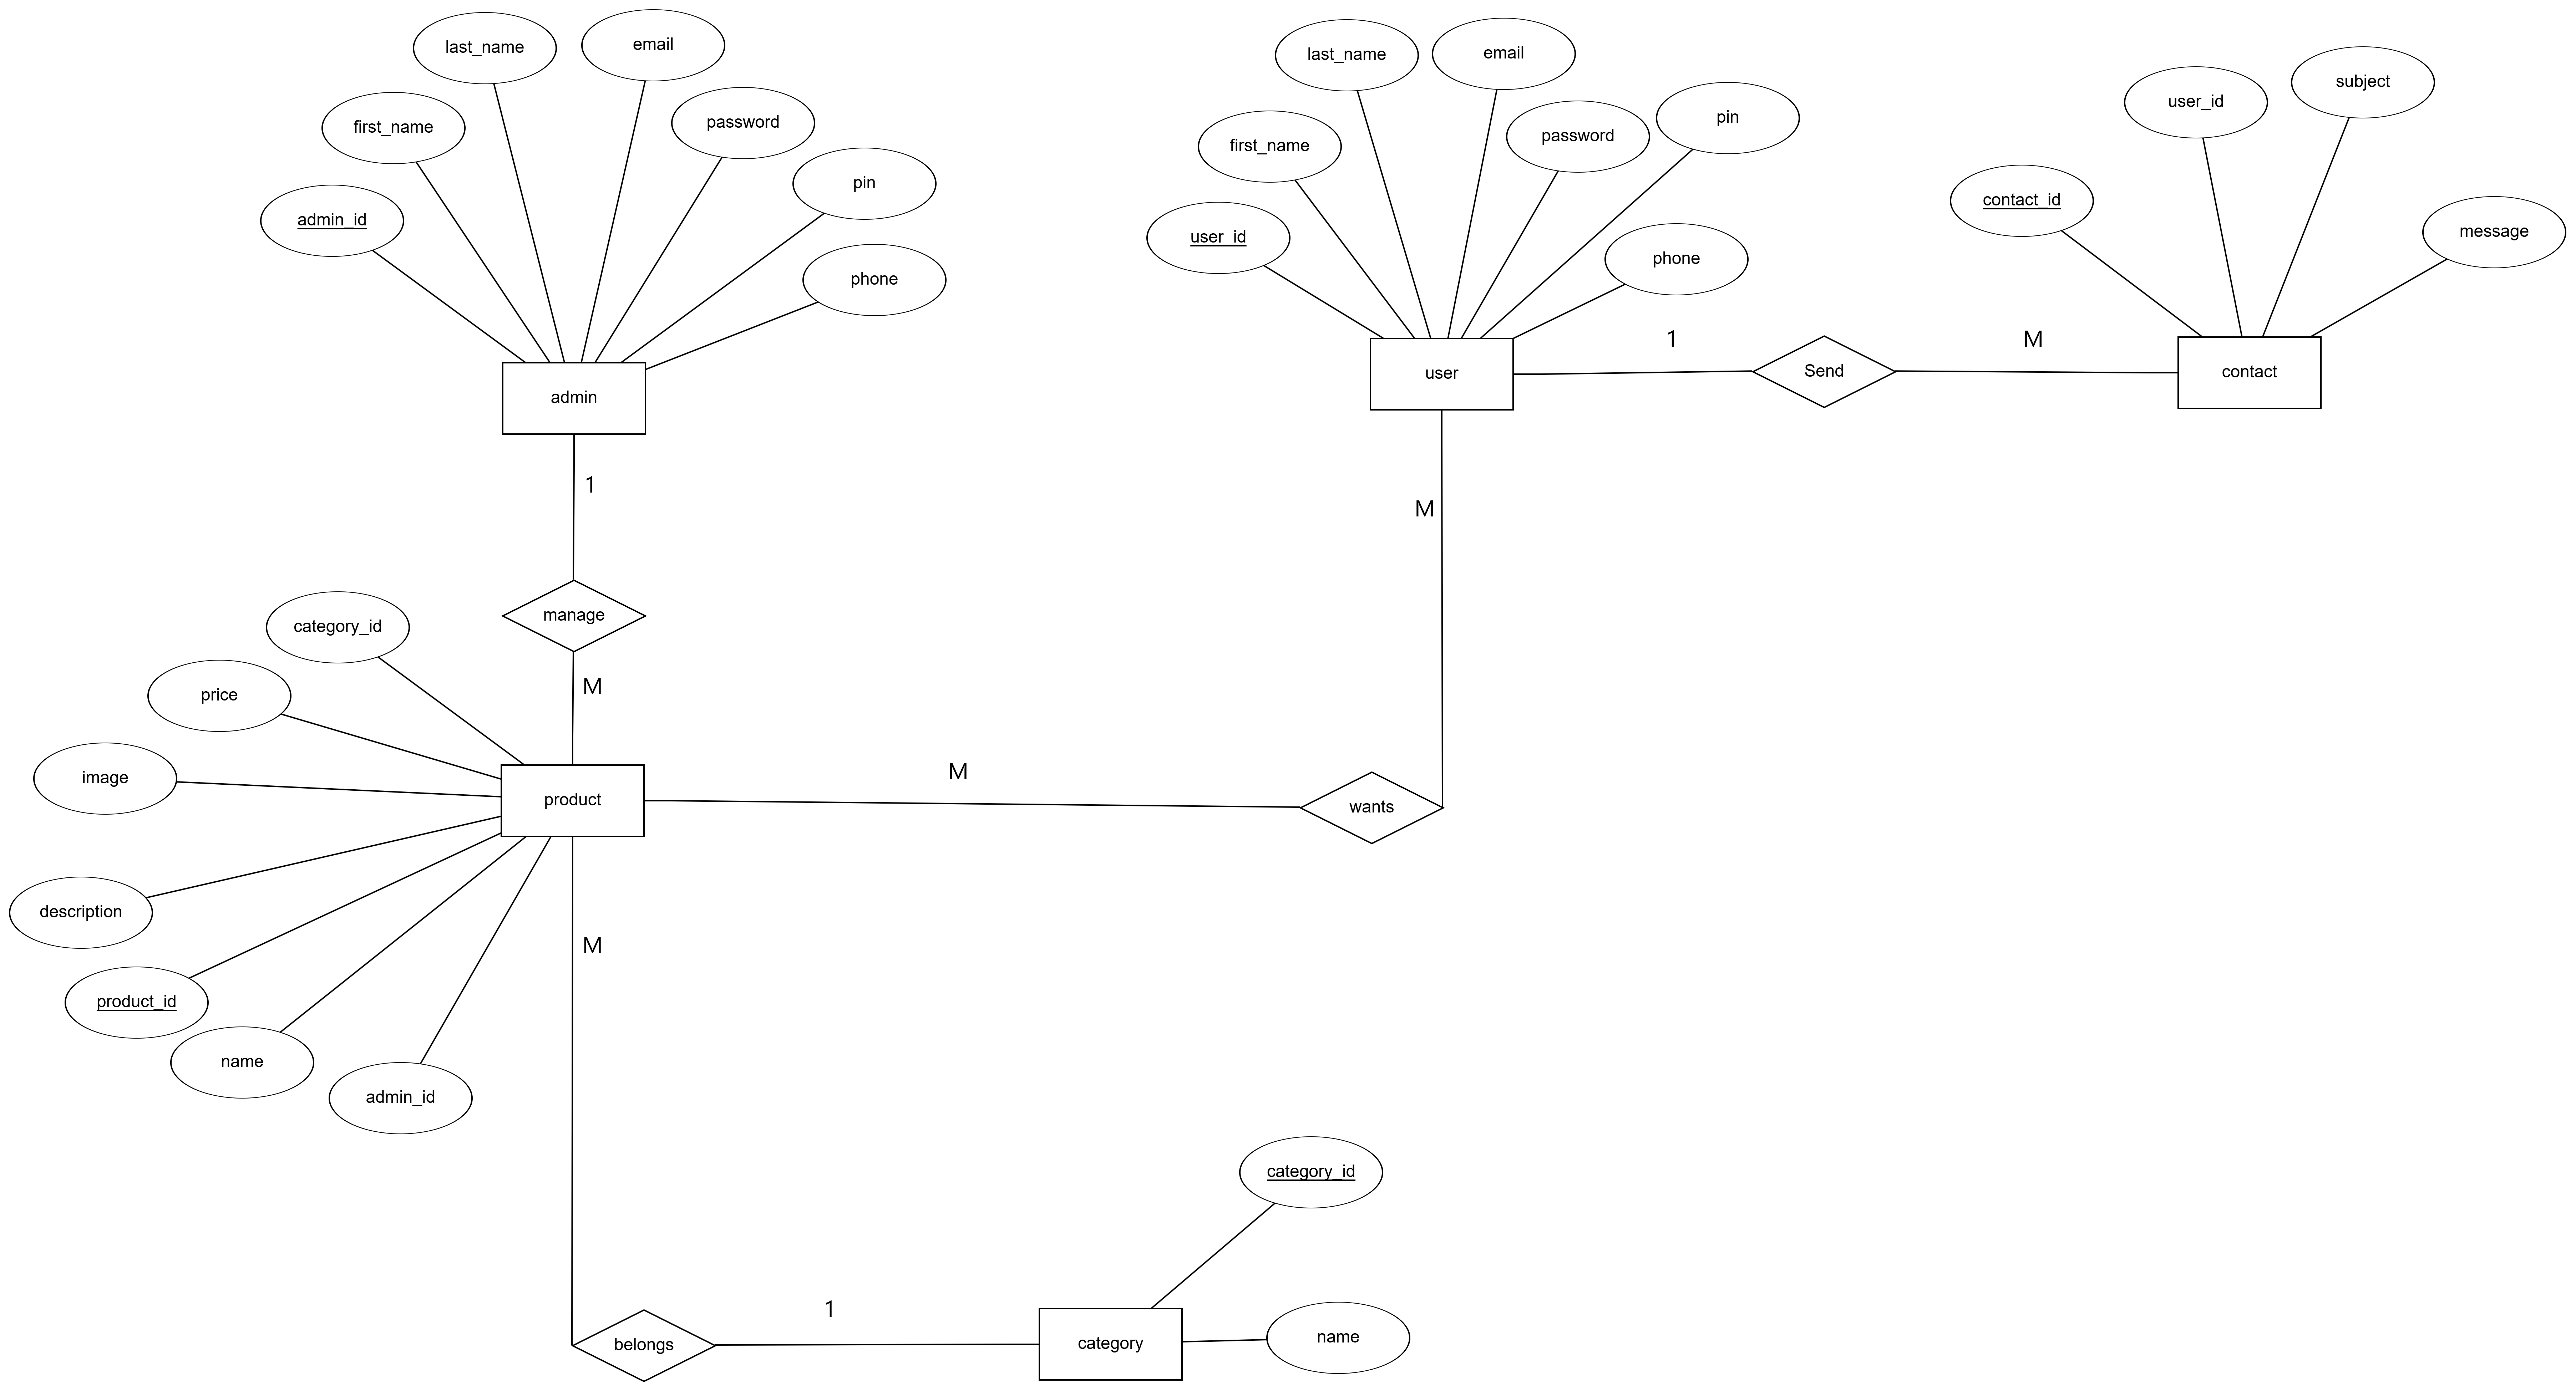 last_name
email
first_name
password
pin
admin_id
phone
admin
1
manage
M
category_id
price
image
product
description
product_id
name
admin_id
M
M
wants
M
last_name
email
pin
password
first_name
user_id
phone
user
1
Send
M
subject
user_id
contact_id
message
contact
belongs
1
category
category_id
name